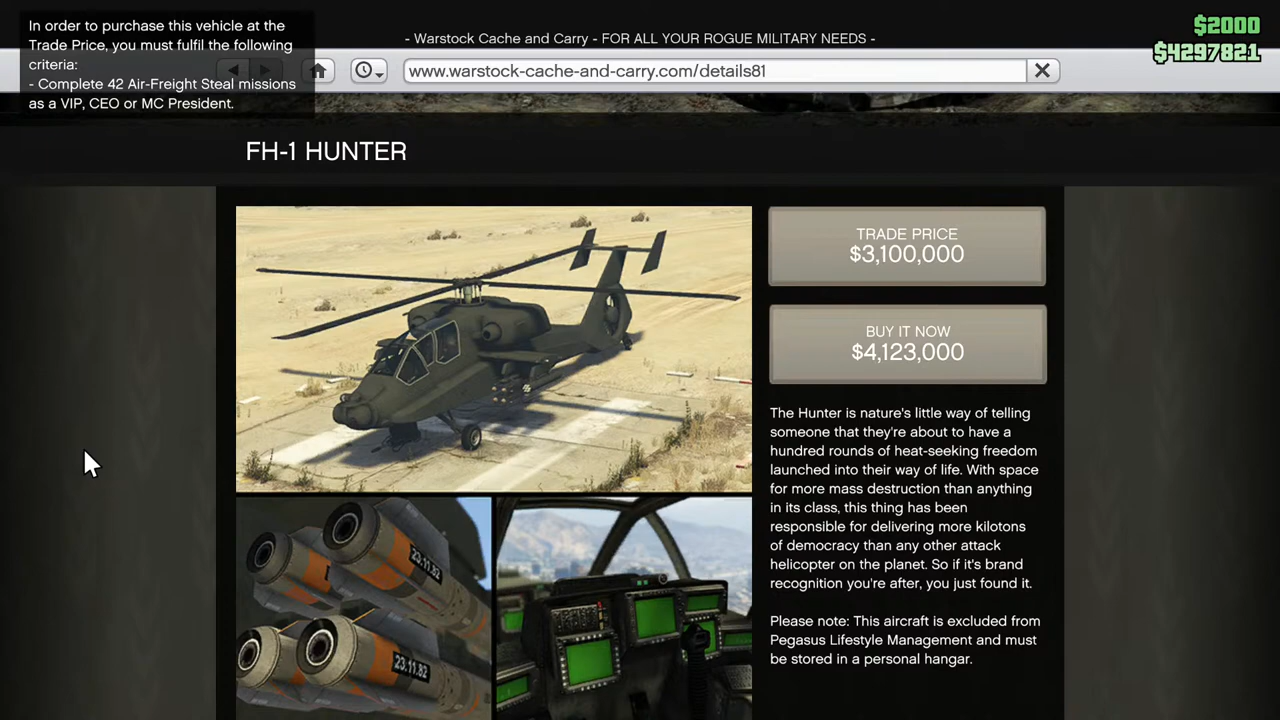 In order to purchase this vehicle at the
Trade Price, you must fulfil the following
criteria:
- Complete 42 Air-Freight Steal missions
as a VIP, CEO or MC President.
$2000
$4297821
- Warstock Cache and Carry - FOR ALL YOUR ROGUE MILITARY NEEDS -
www.warstock-cache-and-carry.com/details81
FH-1 HUNTER
TRADE PRICE
$3,100,000
BUY IT NOW
$4,123,000
The Hunter is nature's little way of telling
someone that they're about to have a
hundred rounds of heat-seeking freedom
launched into their way of life. With space
for more mass destruction than anything
in its class, this thing has been
responsible for delivering more kilotons
of democracy than any other attack
helicopter on the planet. So if it's brand
recognition you're after, you just found it.
Please note: This aircraft is excluded from
Pegasus Lifestyle Management and must
be stored in a personal hangar.
23.11.82
23.11.82